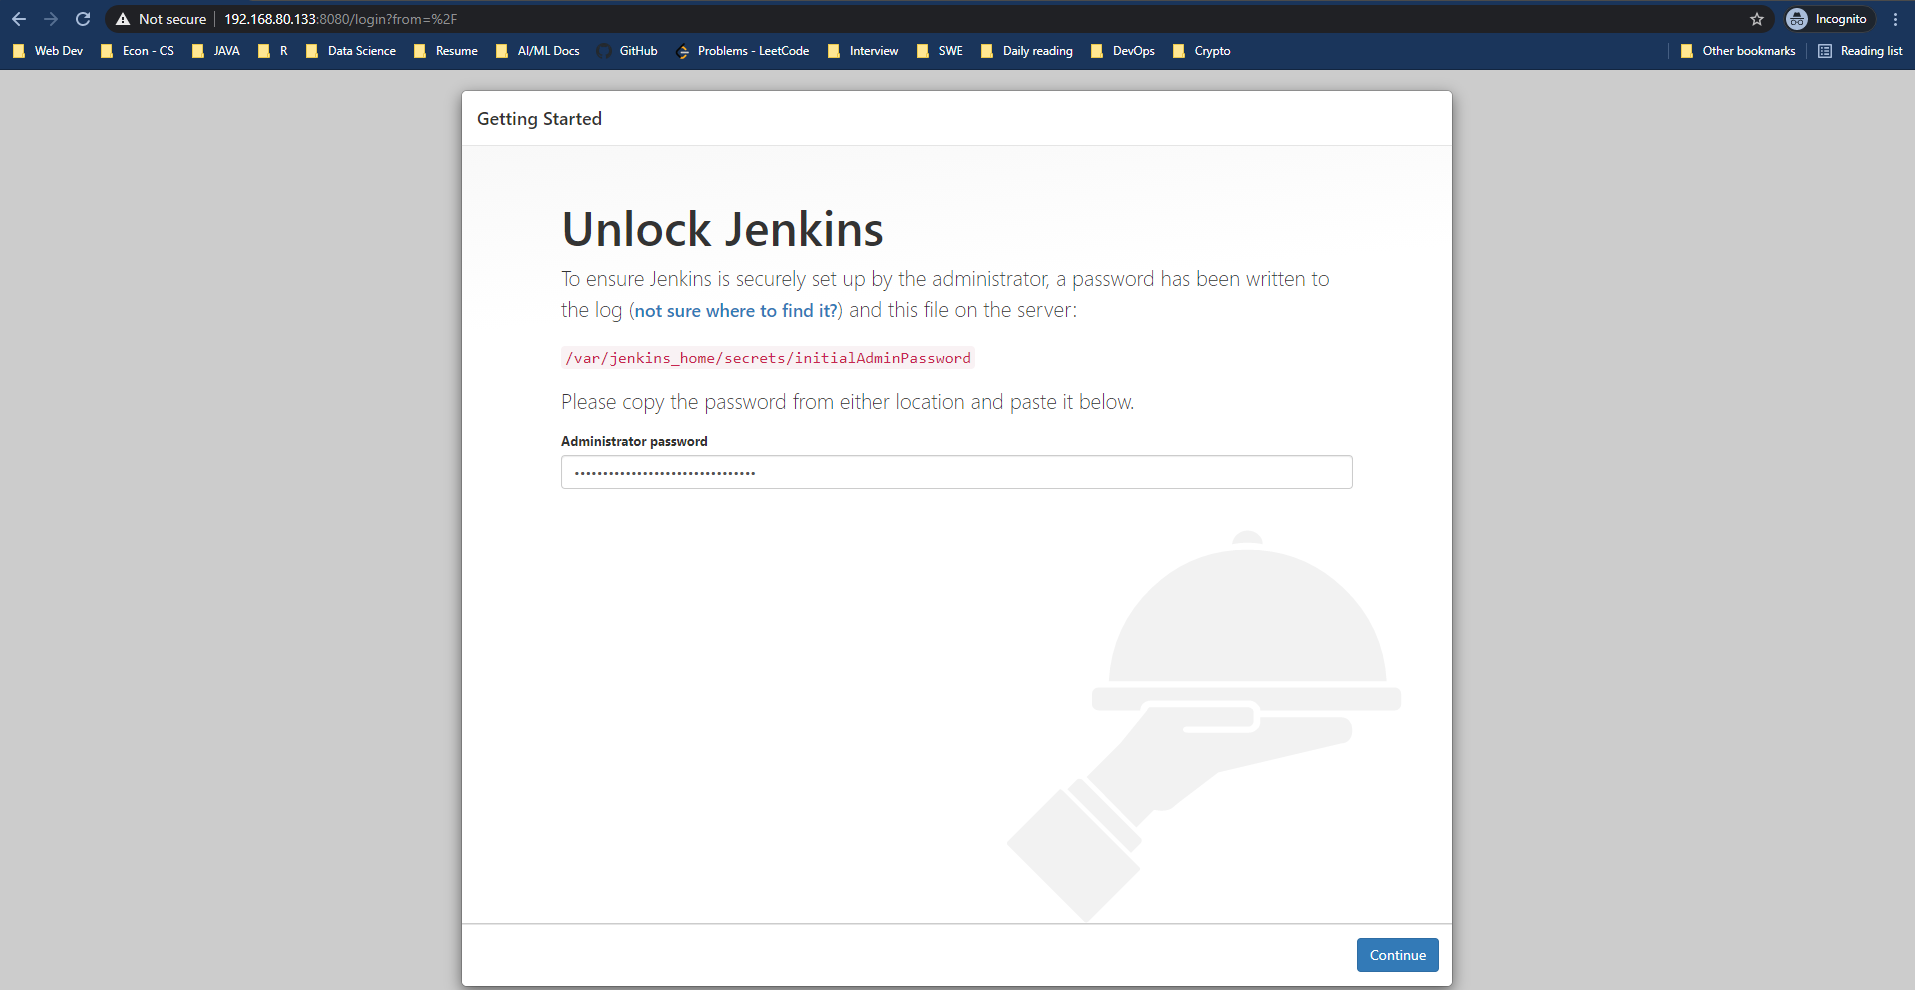 Not secure | 192.168.80.133:8080/login?from=%2F Incognito
Web Dev Econ - CS JAVA R Data Science Resume AI/ML Docs GitHub Problems - LeetCode Interview SWE Daily reading DevOps Crypto Other bookmarks Reading list
Getting Started
Unlock Jenkins
To ensure Jenkins is securely set up by the administrator, a password has been written to
the log (not sure where to find it?) and this file on the server:
/var/jenkins_home/secrets/initialAdminPassword
Please copy the password from either location and paste it below.
Administrator password
Continue